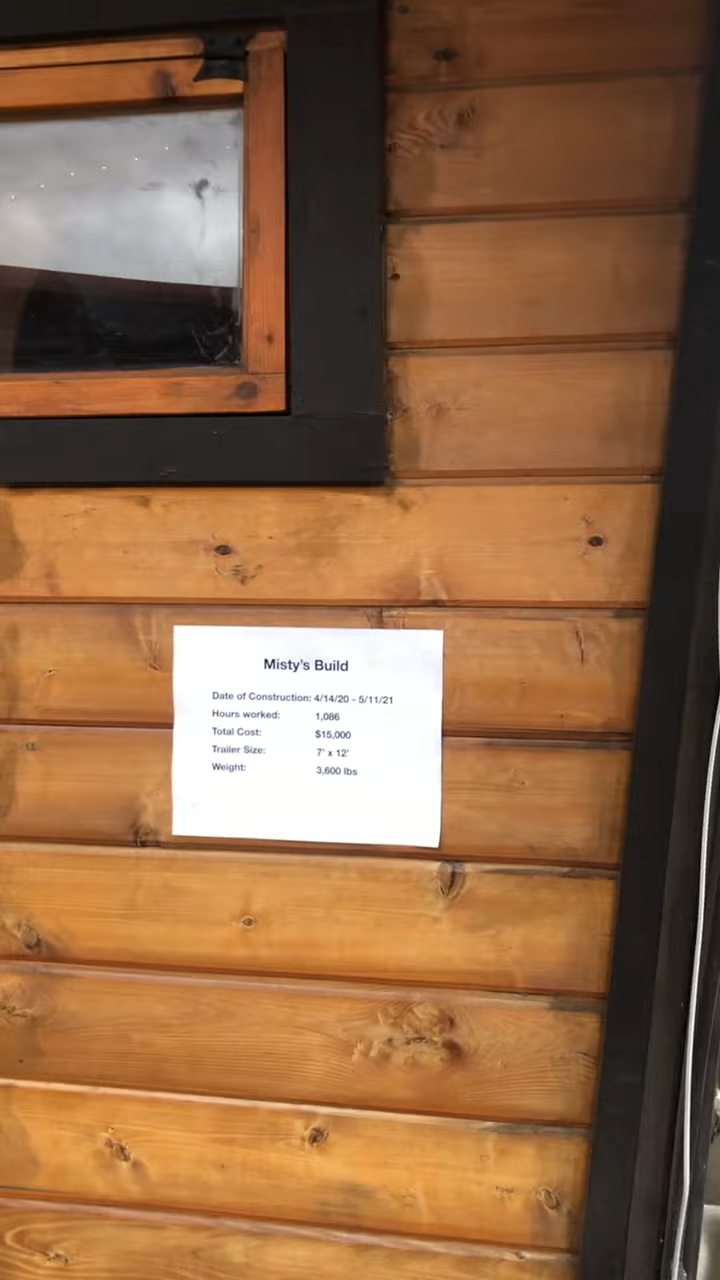 Misty's Build
Date of Construction: 4/14/20 - 5/11/21
Hours worked: 1,086
Total Cost: $15,000
Trailer Size: 7' x 12'
Weight: 3,600 lbs